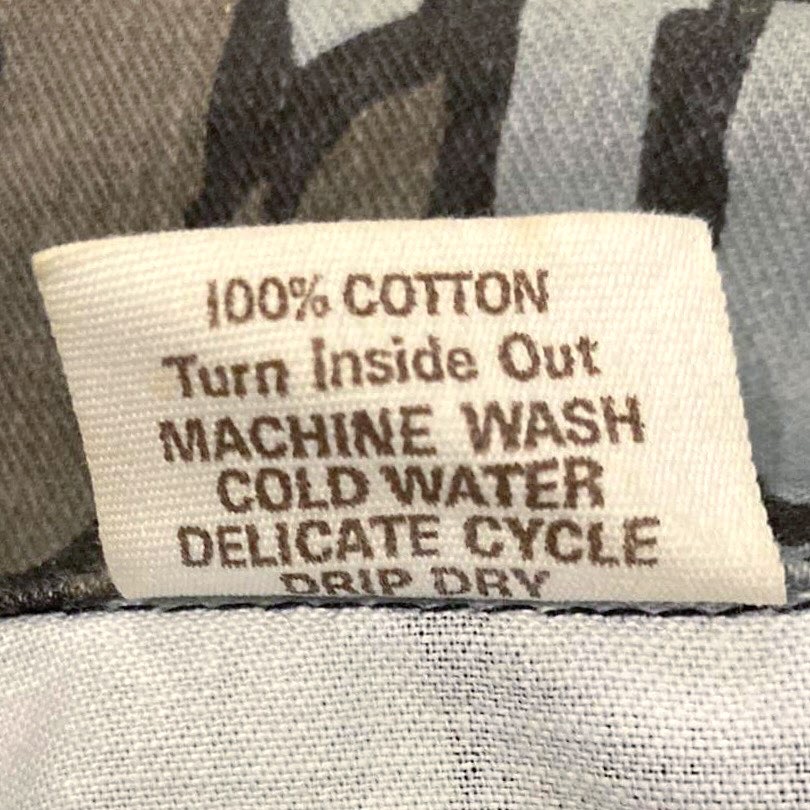 100% COTTON
Turn Inside Out
MACHINE WASH
COLD WATER
DELICATE CYCLE
DRIP DRY